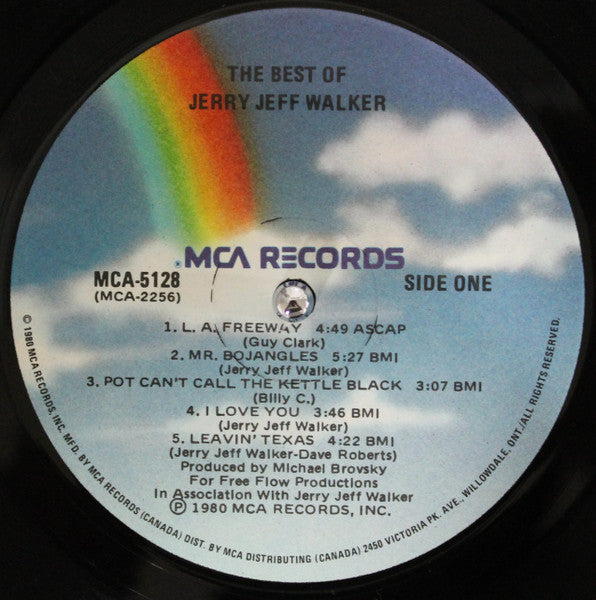 THE BEST OF
JERRY JEFF WALKER
MCA RECORDS
MCA-5128
(MCA-2256)
SIDE ONE
1. L. A. FREEWAY 4:49 ASCAP
(Guy Clark)
2. MR. BOJANGLES 5:27 BMI
(Jerry Jeff Walker)
3. POT CAN'T CALL THE KETTLE BLACK 3:07 BMI
(Billy C.)
4. I LOVE YOU 3:46 BMI
(Jerry Jeff Walker)
5. LEAVIN' TEXAS 4:22 BMI
(Jerry Jeff Walker-Dave Roberts)
Produced by Michael Brovsky
For Free Flow Productions
In Association With Jerry Jeff Walker
Ⓟ 1980 MCA RECORDS, INC.
© 1980 MCA RECORDS, INC. MFD. BY MCA RECORDS (CANADA) DIST. BY MCA DISTRIBUTING (CANADA) 2450 VICTORIA PK. AVE., WILLOWDALE, ONT./ALL RIGHTS RESERVED.